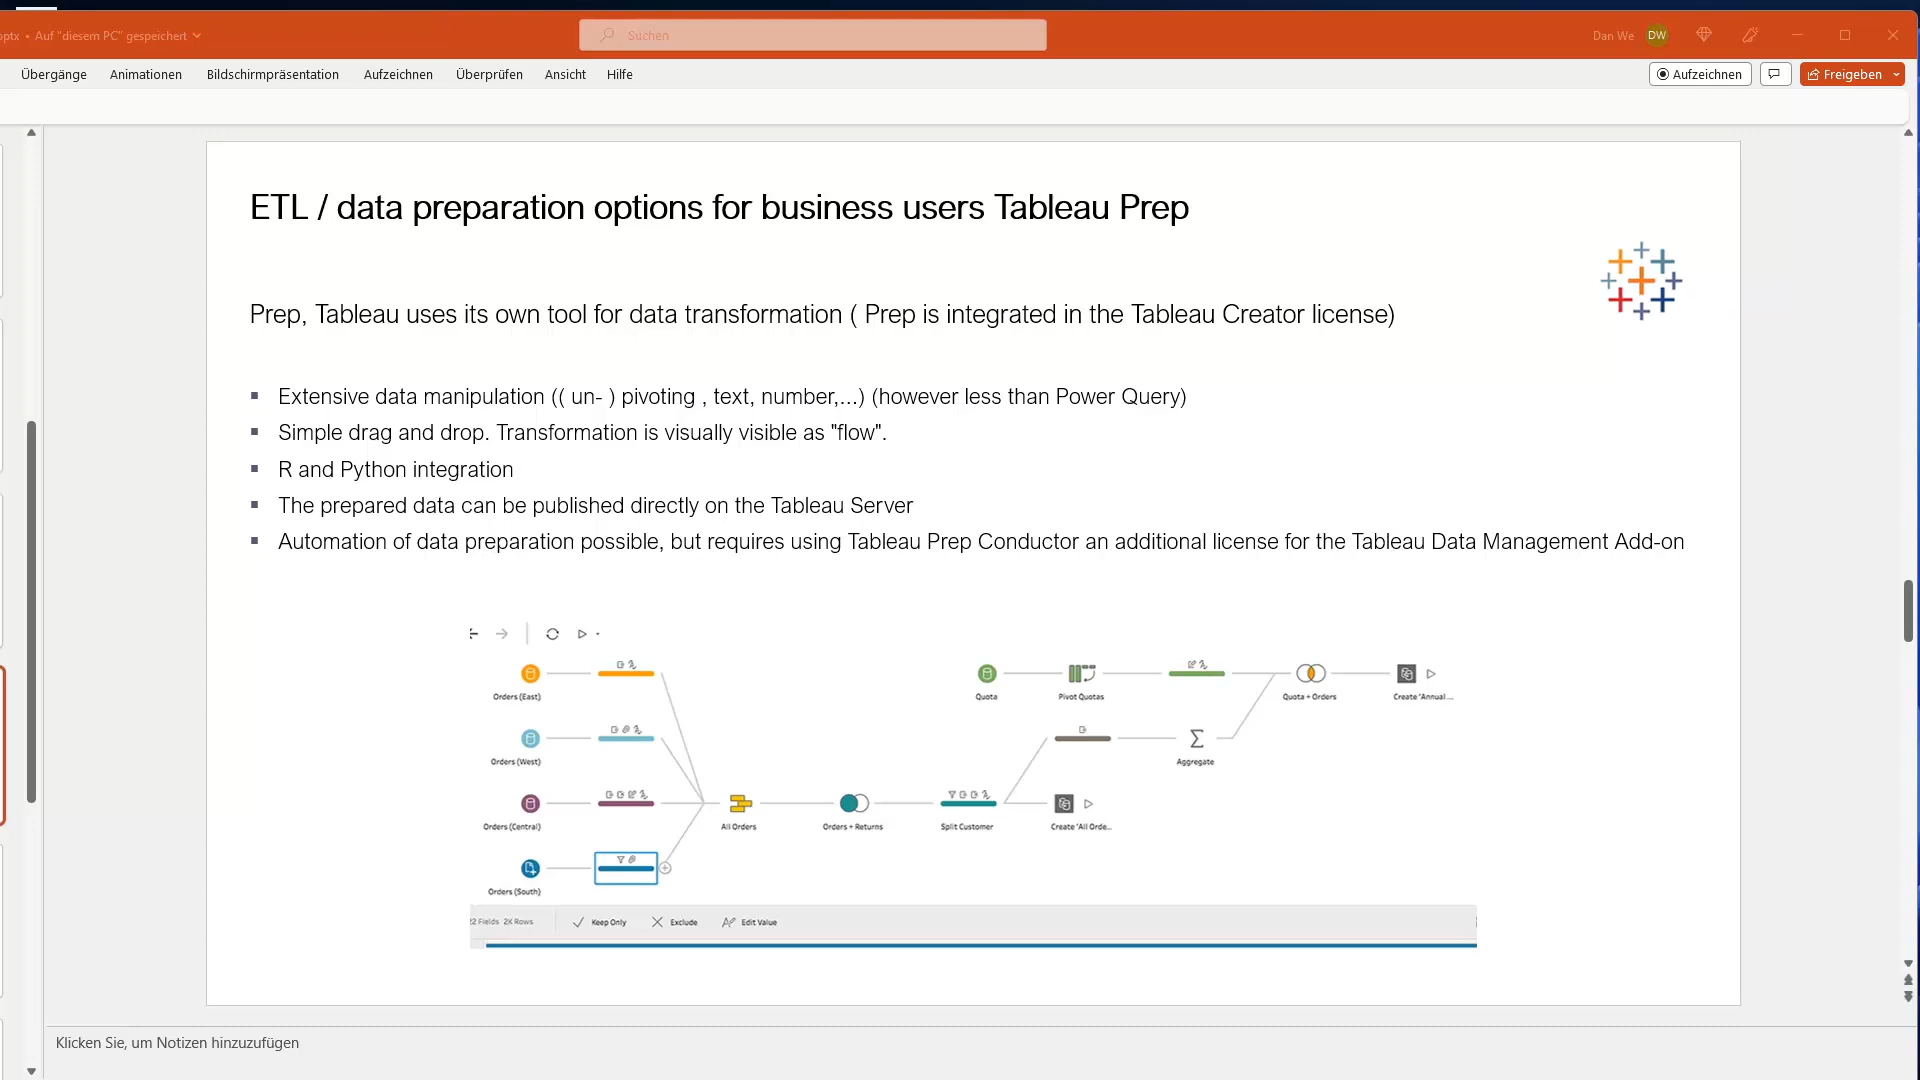 optx • Auf "diesem PC" gespeichert
Suchen
Dan We
DW
Übergänge Animationen Bildschirmpräsentation Aufzeichnen Überprüfen Ansicht Hilfe
Aufzeichnen
Freigeben
ETL / data preparation options for business users Tableau Prep
Prep, Tableau uses its own tool for data transformation ( Prep is integrated in the Tableau Creator license)
▪ Extensive data manipulation (( un- ) pivoting , text, number,...) (however less than Power Query)
▪ Simple drag and drop. Transformation is visually visible as "flow".
▪ R and Python integration
▪ The prepared data can be published directly on the Tableau Server
▪ Automation of data preparation possible, but requires using Tableau Prep Conductor an additional license for the Tableau Data Management Add-on
Orders (East)
Quota
Pivot Quotas
Quota + Orders
Create 'Annual ...
Orders (West)
Aggregate
Orders (Central)
All Orders
Orders + Returns
Split Customer
Create 'All Orde...
Orders (South)
22 Fields 2K Rows
Keep Only
Exclude
Edit Value
Klicken Sie, um Notizen hinzuzufügen